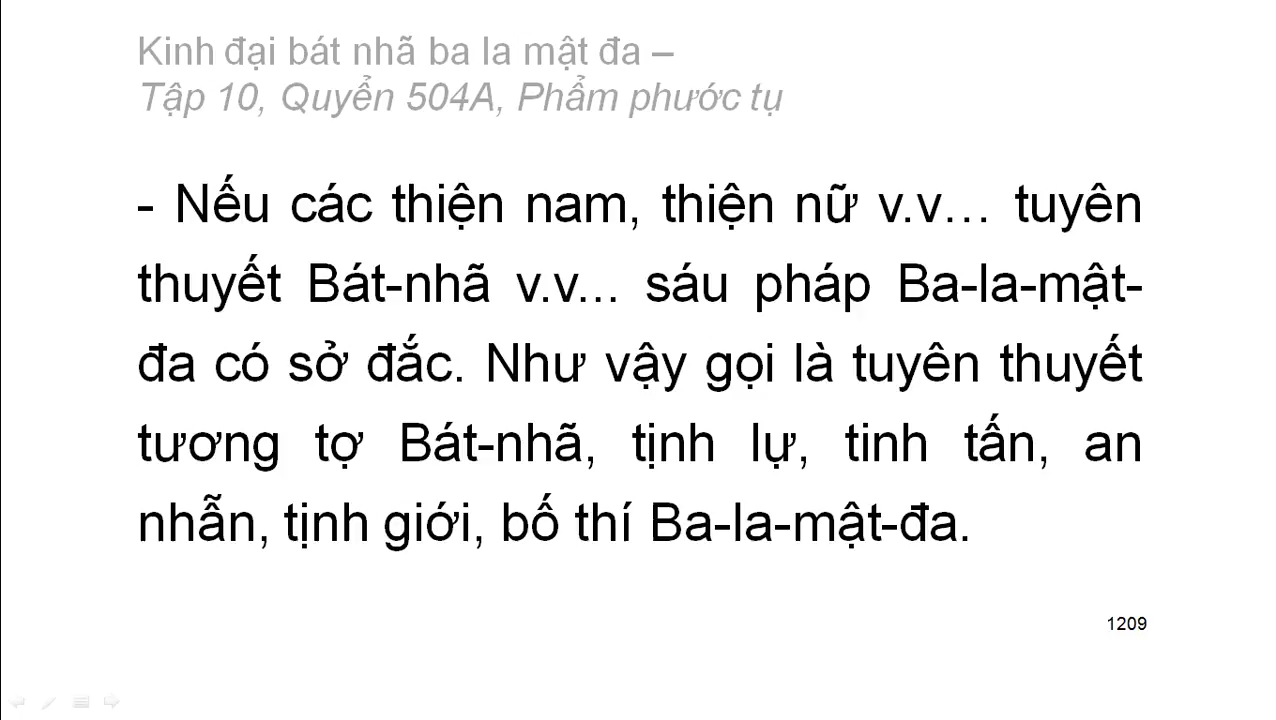 Kinh đại bát nhã ba la mật đa –
Tập 10, Quyển 504A, Phẩm phước tụ
- Nếu các thiện nam, thiện nữ v.v… tuyên
thuyết Bát-nhã v.v... sáu pháp Ba-la-mật-
đa có sở đắc. Như vậy gọi là tuyên thuyết
tương tợ Bát-nhã, tịnh lự, tinh tấn, an
nhẫn, tịnh giới, bố thí Ba-la-mật-đa.
1209